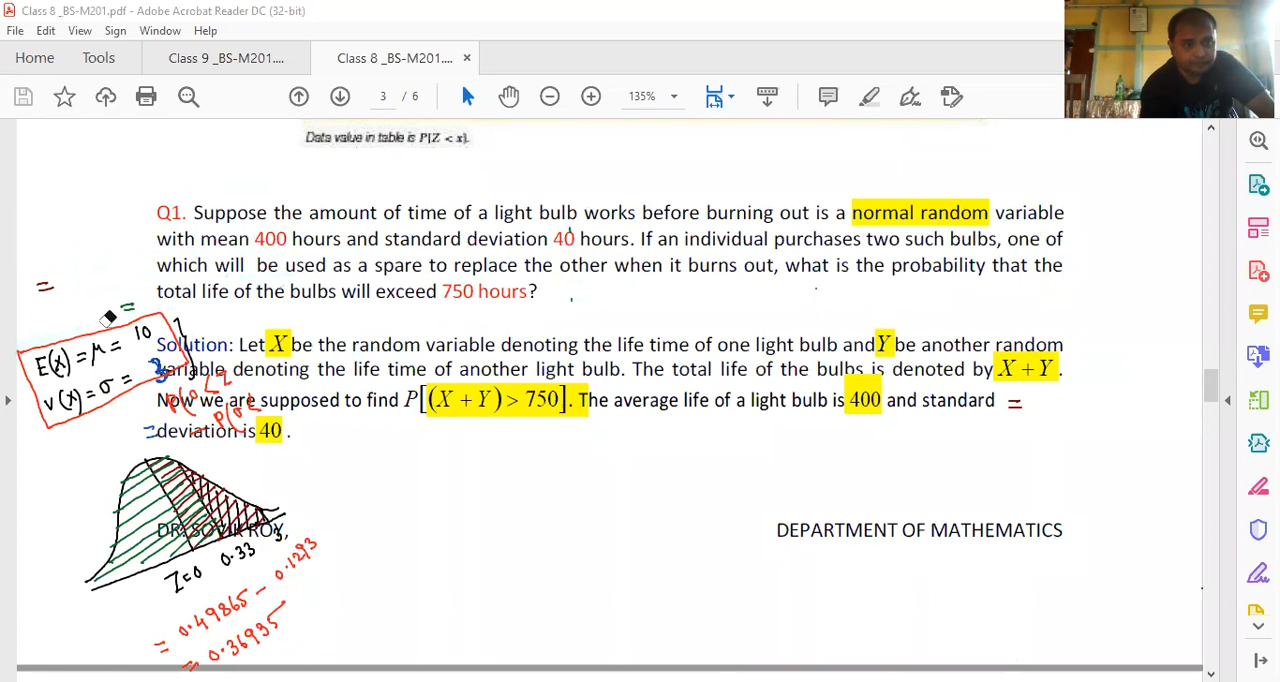 Class 8 _BS-M201.pdf - Adobe Acrobat Reader DC (32-bit)
File Edit View Sign Window Help
Home Tools Class 9 _BS-M201.... Class 8 _BS-M201.... ×
3 / 6 135%
Data value in table is P[Z < x].
Q1. Suppose the amount of time of a light bulb works before burning out is a normal random variable
with mean 400 hours and standard deviation 40 hours. If an individual purchases two such bulbs, one of
which will be used as a spare to replace the other when it burns out, what is the probability that the
total life of the bulbs will exceed 750 hours?
Solution: Let X be the random variable denoting the life time of one light bulb and Y be another random
variable denoting the life time of another light bulb. The total life of the bulbs is denoted by X + Y .
Now we are supposed to find P[(X + Y) > 750]. The average life of a light bulb is 400 and standard =
deviation is 40 .
=
=
E(X) = μ = 10
V(X) = σ = 3
P(0 < Z
- P(0 <
=
DR. SOVIK ROY, DEPARTMENT OF MATHEMATICS
Z=0 0.33 3
= 0.49865 - 0.1293
= 0.36935